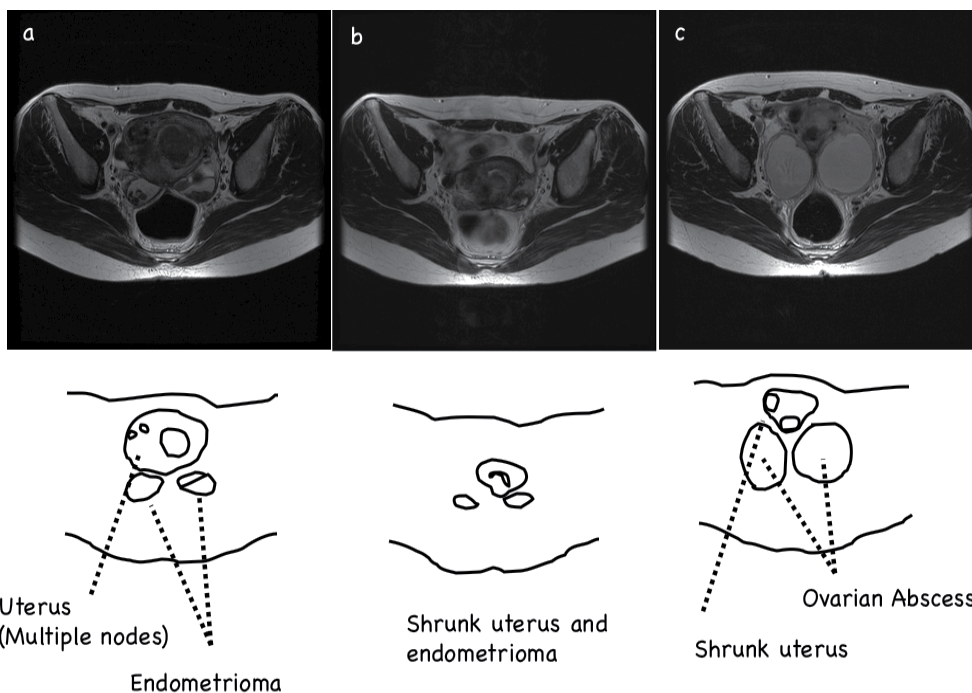 a
b
c
Uterus
(Multiple nodes)
Endometrioma
Shrunk uterus and
endometrioma
Ovarian Abscess
Shrunk uterus